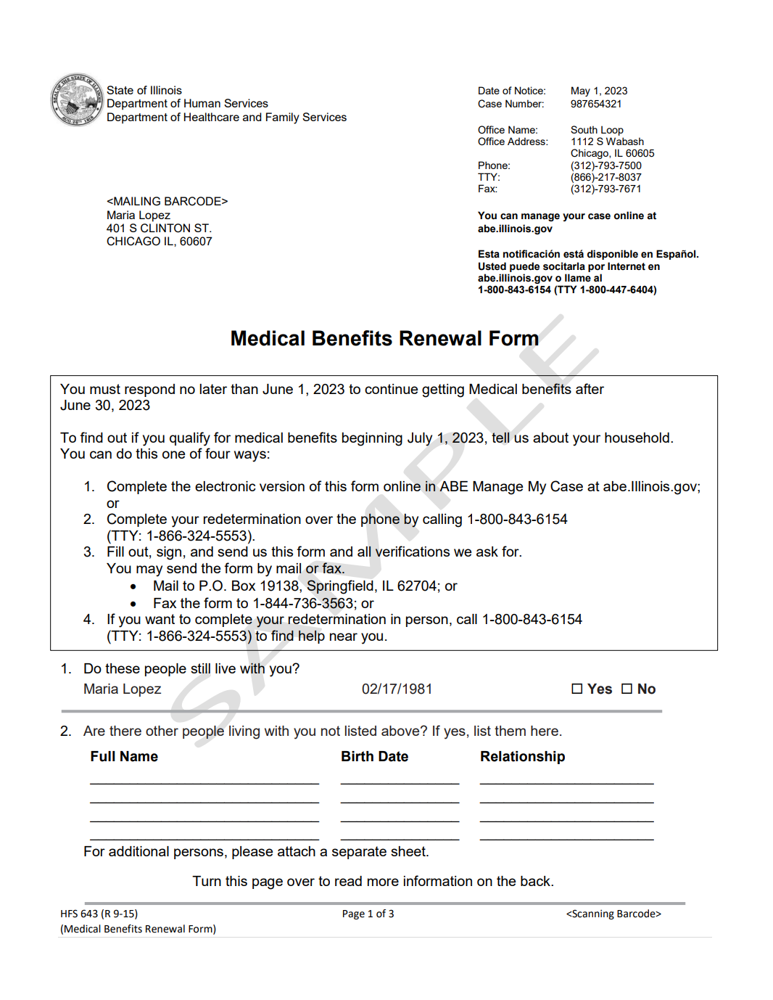 State of Illinois
Department of Human Services
Department of Healthcare and Family Services
Date of Notice: May 1, 2023
Case Number: 987654321
Office Name: South Loop
Office Address: 1112 S Wabash
Chicago, IL 60605
Phone: (312)-793-7500
TTY: (866)-217-8037
Fax: (312)-793-7671
<MAILING BARCODE>
Maria Lopez
401 S CLINTON ST.
CHICAGO IL, 60607
You can manage your case online at
abe.illinois.gov
Esta notificación está disponible en Español.
Usted puede socitarla por Internet en
abe.illinois.gov o llame al
1-800-843-6154 (TTY 1-800-447-6404)
Medical Benefits Renewal Form
SAMPLE
You must respond no later than June 1, 2023 to continue getting Medical benefits after
June 30, 2023
To find out if you qualify for medical benefits beginning July 1, 2023, tell us about your household.
You can do this one of four ways:
1. Complete the electronic version of this form online in ABE Manage My Case at abe.Illinois.gov;
or
2. Complete your redetermination over the phone by calling 1-800-843-6154
(TTY: 1-866-324-5553).
3. Fill out, sign, and send us this form and all verifications we ask for.
You may send the form by mail or fax.
• Mail to P.O. Box 19138, Springfield, IL 62704; or
• Fax the form to 1-844-736-3563; or
4. If you want to complete your redetermination in person, call 1-800-843-6154
(TTY: 1-866-324-5553) to find help near you.
1. Do these people still live with you?
Maria Lopez 02/17/1981 ☐ Yes ☐ No
2. Are there other people living with you not listed above? If yes, list them here.
Full Name Birth Date Relationship
For additional persons, please attach a separate sheet.
Turn this page over to read more information on the back.
HFS 643 (R 9-15) Page 1 of 3 <Scanning Barcode>
(Medical Benefits Renewal Form)